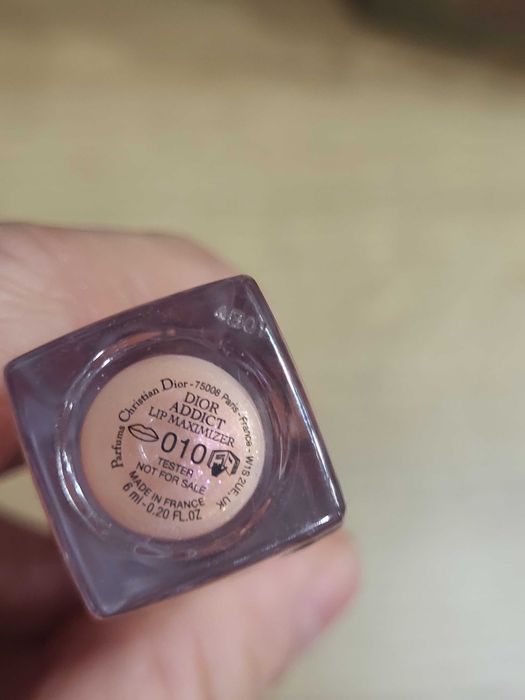 Parfums Christian Dior - 75008 Paris - France - W1S 2UE, UK
DIOR
ADDICT
LIP MAXIMIZER
010
TESTER
NOT FOR SALE
MADE IN FRANCE
6 ml - 0.20 FL.OZ